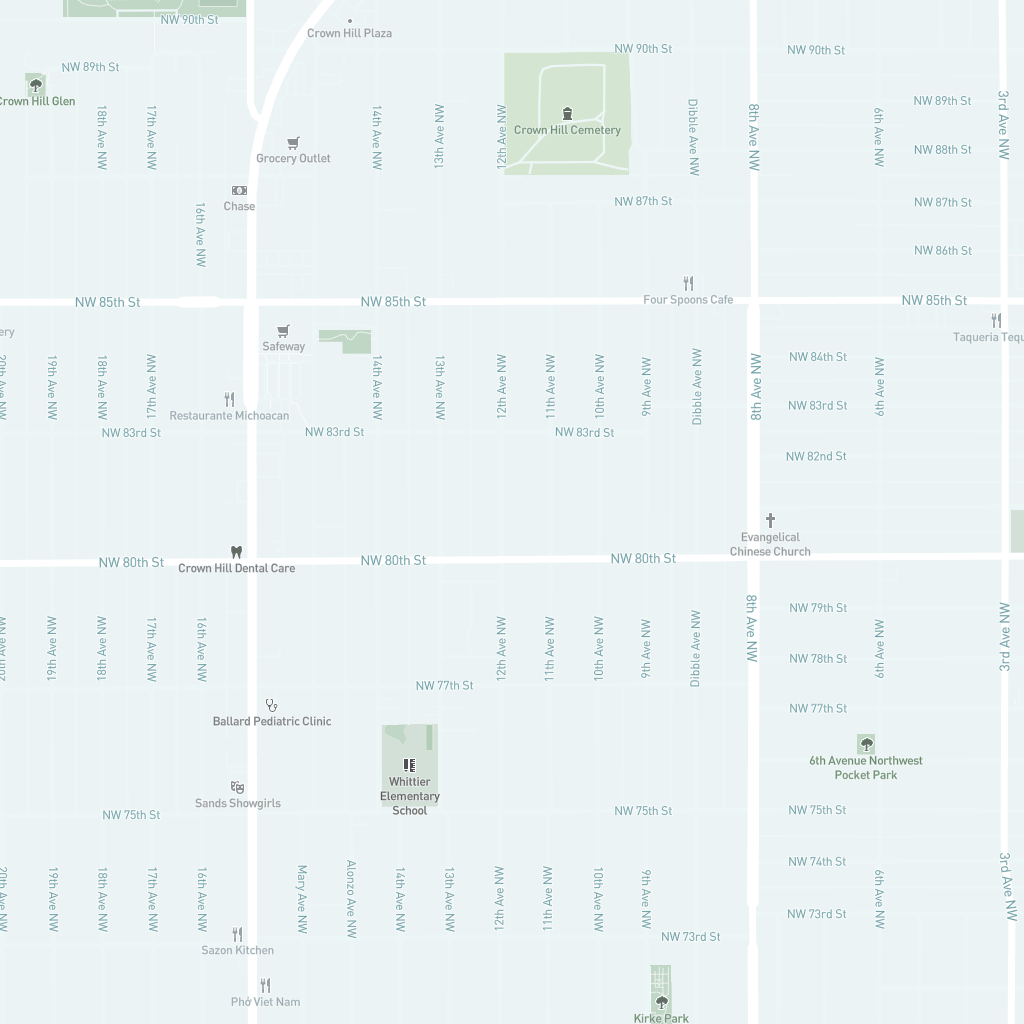 NW 90th St
Crown Hill Plaza
NW 90th St
NW 90th St
NW 89th St
Crown Hill Glen
18th Ave NW
17th Ave NW
14th Ave NW
13th Ave NW
12th Ave NW
Crown Hill Cemetery
Dibble Ave NW
8th Ave NW
6th Ave NW
NW 89th St
3rd Ave NW
NW 88th St
Grocery Outlet
Chase
16th Ave NW
NW 87th St
NW 87th St
NW 86th St
NW 85th St
NW 85th St
Four Spoons Cafe
NW 85th St
ery
Safeway
Taqueria Tequ
20th Ave NW
19th Ave NW
18th Ave NW
17th Ave NW
14th Ave NW
13th Ave NW
12th Ave NW
11th Ave NW
10th Ave NW
9th Ave NW
Dibble Ave NW
8th Ave NW
NW 84th St
6th Ave NW
NW 83rd St
Restaurante Michoacan
NW 83rd St
NW 83rd St
NW 83rd St
NW 82nd St
Evangelical
Chinese Church
NW 80th St
NW 80th St
NW 80th St
Crown Hill Dental Care
20th Ave NW
19th Ave NW
18th Ave NW
17th Ave NW
16th Ave NW
12th Ave NW
11th Ave NW
10th Ave NW
9th Ave NW
Dibble Ave NW
8th Ave NW
NW 79th St
6th Ave NW
3rd Ave NW
NW 78th St
NW 77th St
NW 77th St
Ballard Pediatric Clinic
6th Avenue Northwest
Pocket Park
Whittier
Elementary
School
Sands Showgirls
NW 75th St
NW 75th St
NW 75th St
20th Ave NW
19th Ave NW
18th Ave NW
17th Ave NW
16th Ave NW
Mary Ave NW
Alonzo Ave NW
14th Ave NW
13th Ave NW
12th Ave NW
11th Ave NW
10th Ave NW
9th Ave NW
NW 74th St
6th Ave NW
3rd Ave NW
NW 73rd St
NW 73rd St
Sazon Kitchen
Phở Viet Nam
Kirke Park